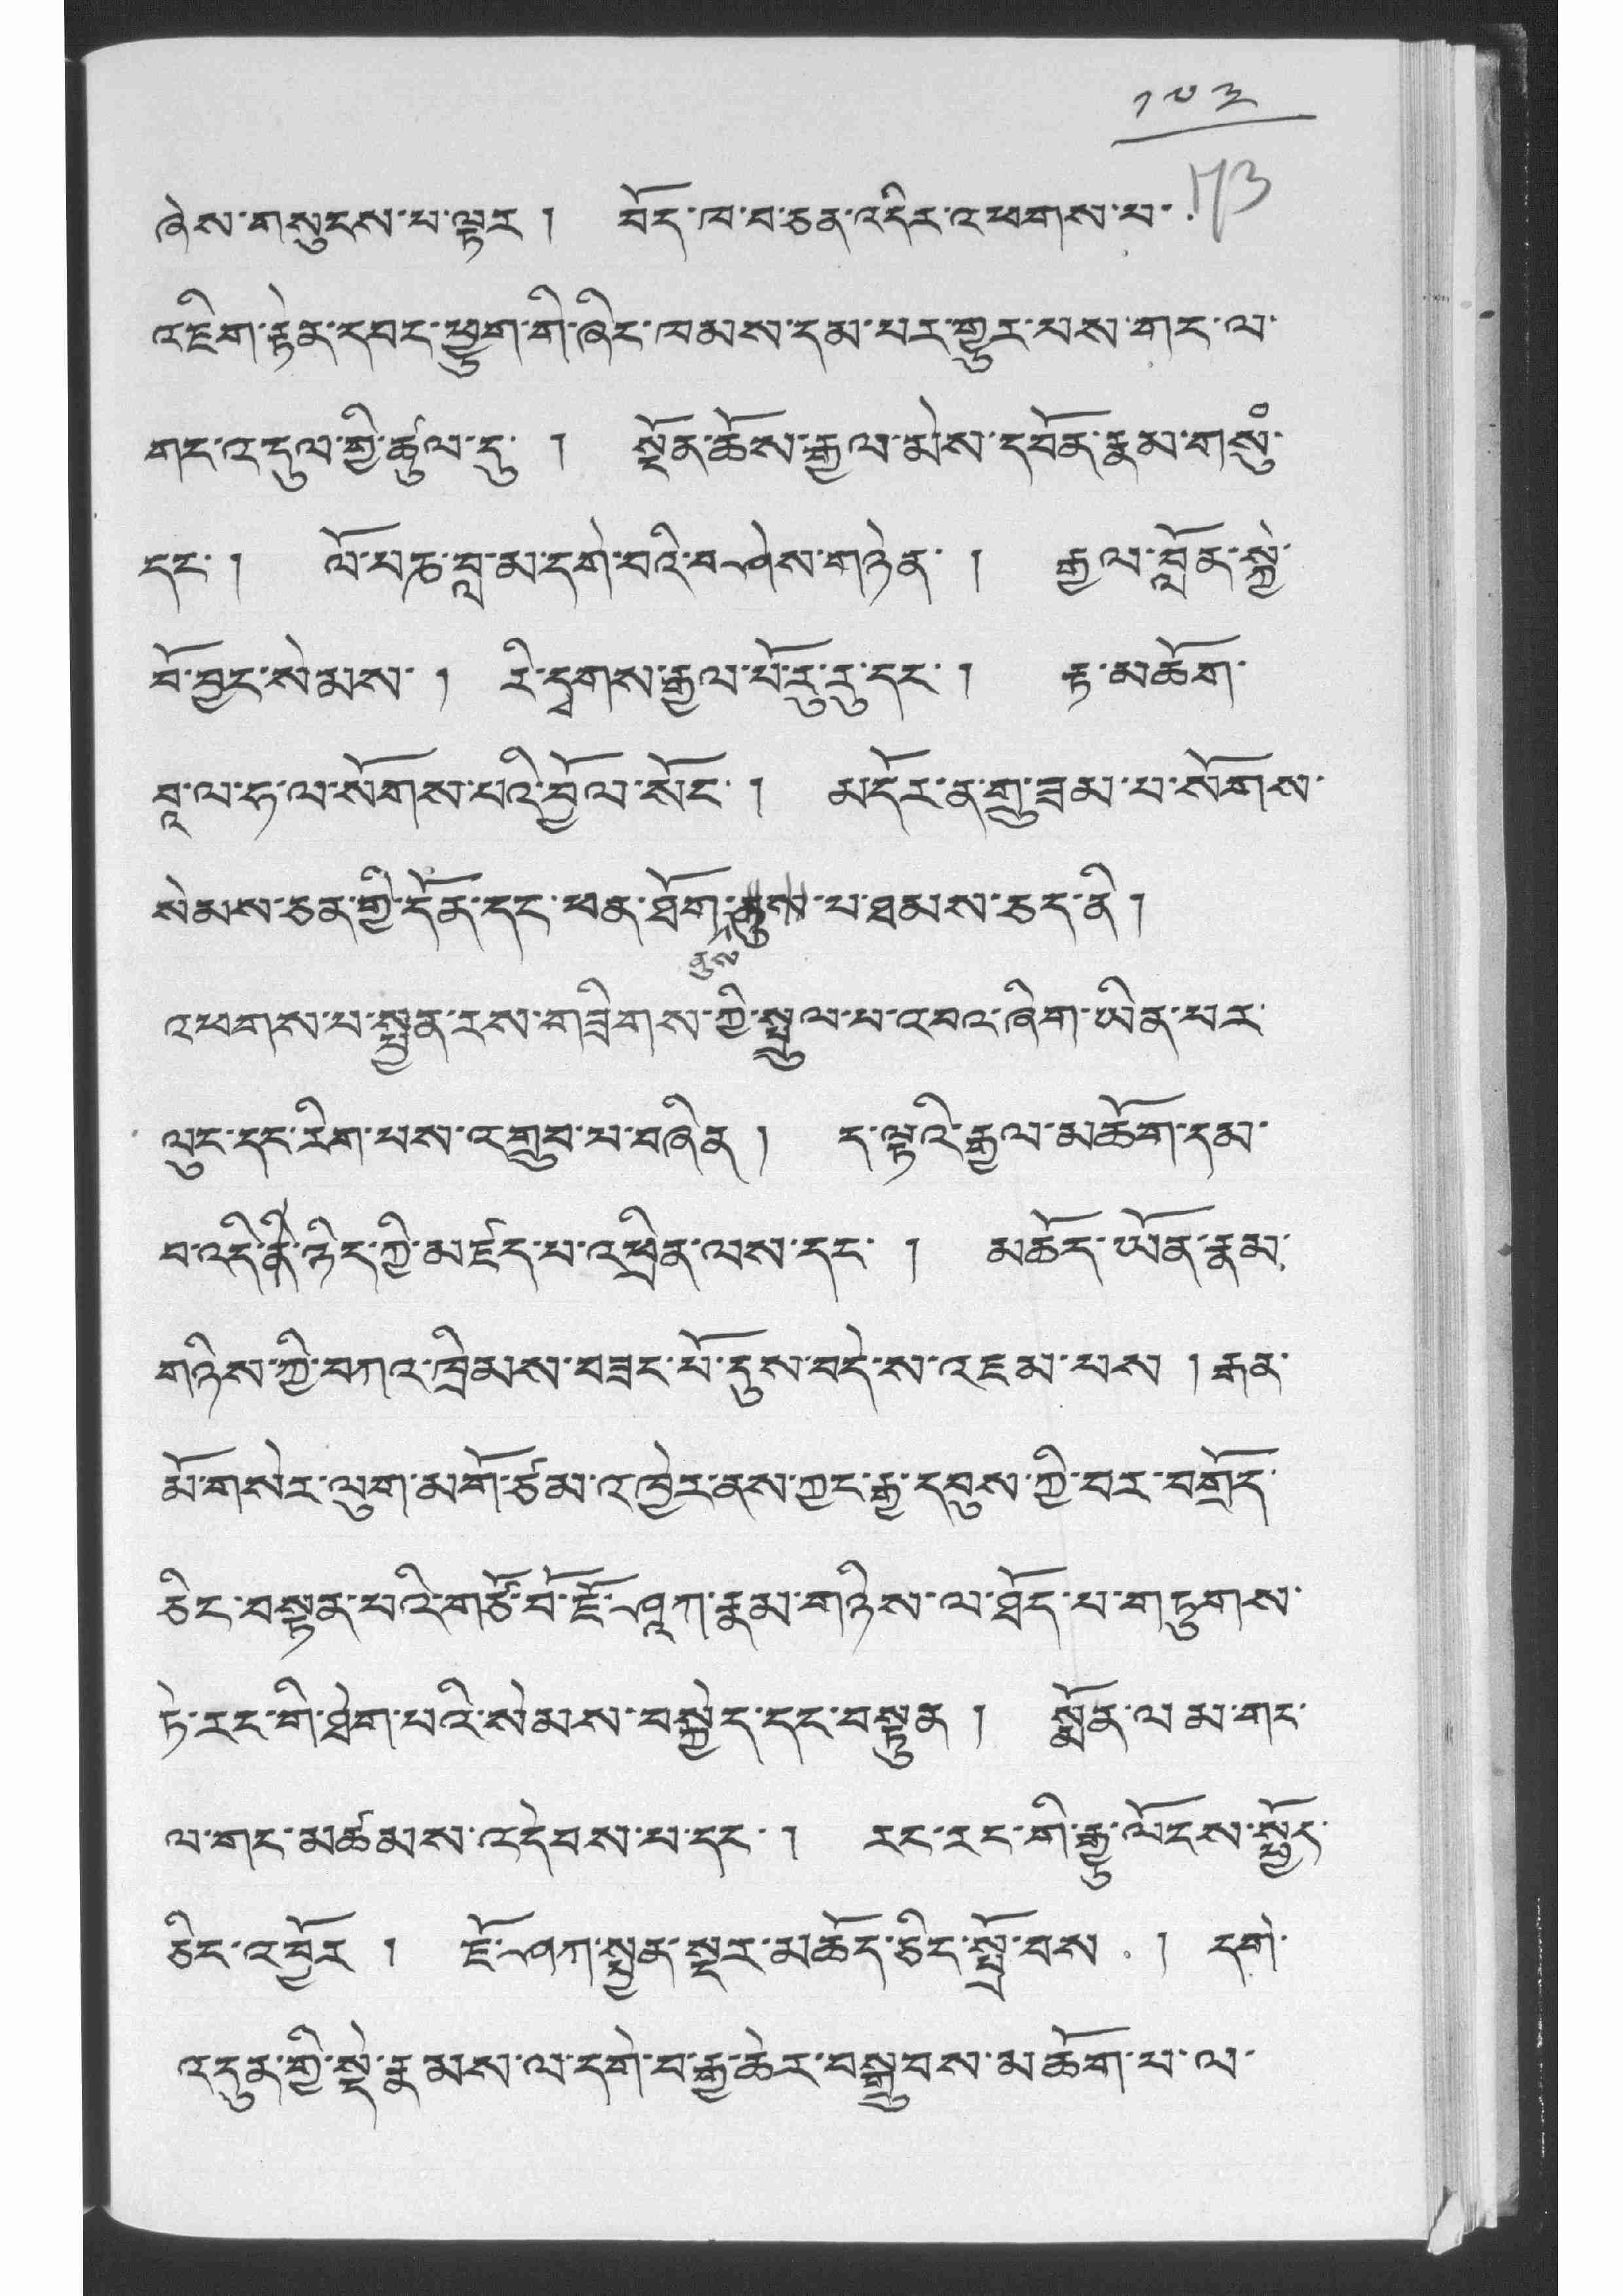 ༡༧༣
173
ཞེས་གསུངས་པ་ལྟར། བོད་ཁ་བ་ཅན་འདིར་འཕགས་པ་
འཇིག་རྟེན་དབང་ཕྱུག་གི་ཞིང་ཁམས་དམ་པར་གྱུར་པས་གང་ལ་
གང་འདུལ་གྱི་ཚུལ་དུ། སྔོན་ཆོས་རྒྱལ་མེས་དབོན་རྣམ་གསུཾ་
དང་། ལོ་པཎ་བླ་མ་དགེ་བའི་བཤེས་གཉེན་། རྒྱལ་བློན་སྐྱེ་
བོ་བྱང་སེམས་། རི་དྭགས་རྒྱལ་པོ་རུ་རུ་དང་། རྟ་མཆོག་
བཱ་ལ་ཧ་ལ་སོགས་པའི་བྱོལ་སོང་། མདོར་ན་གྲུ་ཟམ་པ་སོགས་
སེམས་ཅན་གྱི་དོན་དང་ཕན་ཐོག་ནུས་པ་ཐམས་ཅད་ནི།
འཕགས་པ་སྤྱན་རས་གཟིགས་ཀྱི་སྤྲུལ་པ་འབའ་ཞིག་ཡིན་པར་
ལུང་དང་རིག་པས་འགྲུབ་པ་བཞིན། ད་ལྟའི་རྒྱལ་མཆོག་དམ་
བ་འདི་ནི་ཉིད་ཀྱི་མཛད་པ་འཕྲིན་ལས་དང་། མཆོད་ཡོན་རྣམ་
གཉིས་ཀྱི་བཀའ་ཁྲིམས་བཟང་པོ་དུས་བདེ་ས་འཇམ་པས། རྒན་
མོ་གསེར་ལུག་མགོ་ཙམ་འཁྱེར་ནས་ཀྱང་རྒྱ་དབུས་ཀྱི་བར་བགྲོད་
ཅིང་བསྟན་པའི་གཙོ་བོ་ཇོ་ཤཱཀ་རྣམ་གཉིས་ལ་ཐོད་པ་གཏུགས་
ཏེ་རང་གི་ཐེག་པའི་སེམས་བསྐྱེད་དང་བསྟུན། སྨོན་ལམ་གང་
ལ་གང་མཚམས་འདེབས་པ་དང་། རང་རང་གི་རྒྱུ་ལོངས་སྤྱོད་
ཅིང་འབྱོར། ཇོ་ཤཀ་སྤྱན་སྔར་མཆོད་ཅིང་སྤྲོ་བས། དགེ་
འདུན་གྱི་སྡེ་རྣམས་ལ་དགེ་བ་རྒྱ་ཆེར་བསྒྲུབས་མཆོག་པ་ལ་